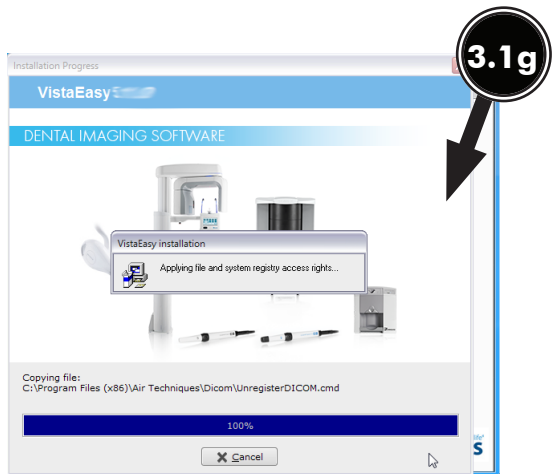 3.1g
Installation Progress
VistaEasy
DENTAL IMAGING SOFTWARE
VistaEasy installation
Applying file and system registry access rights...
Copying file:
C:\Program Files (x86)\Air Techniques\Dicom\UnregisterDICOM.cmd
100%
Cancel
life®
S